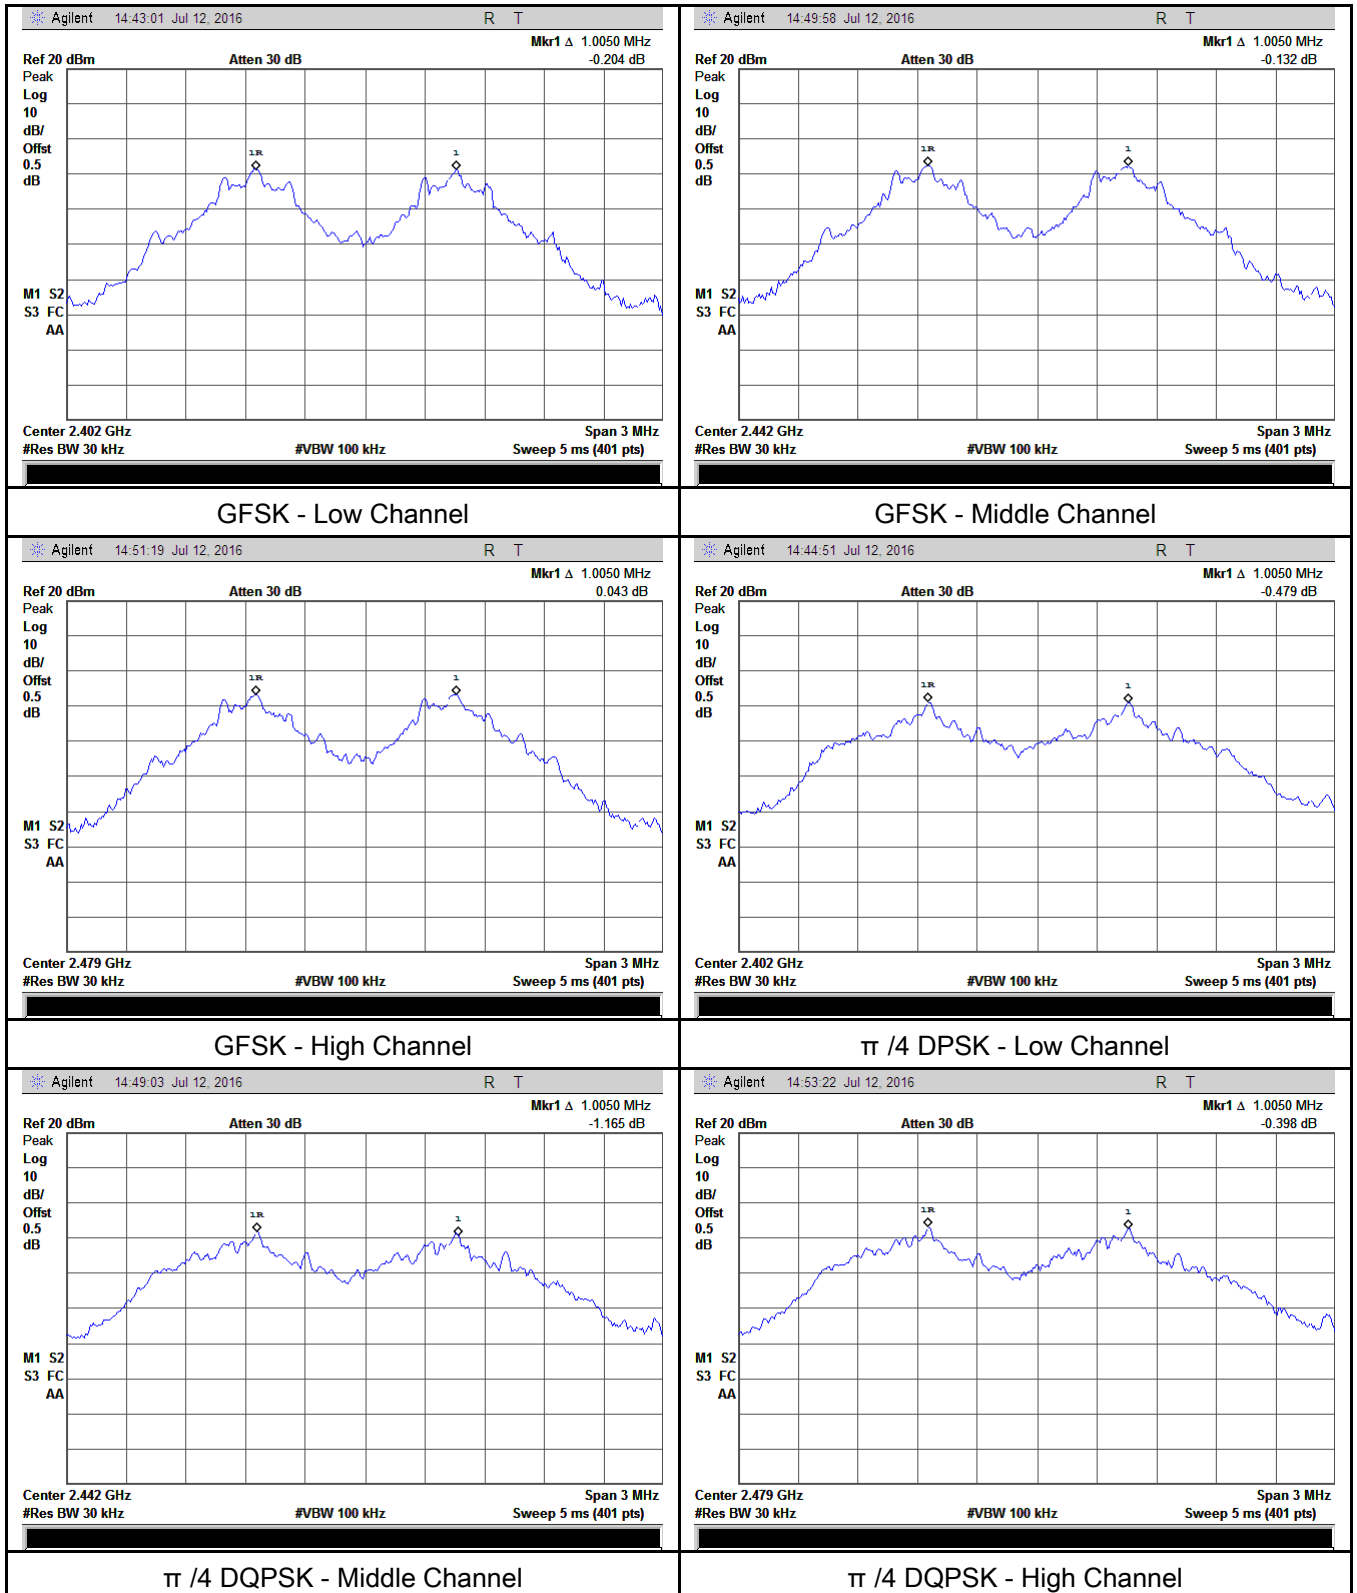 Agilent 14:43:01 Jul 12, 2016 R T
Mkr1 Δ 1.0050 MHz
Ref 20 dBm Atten 30 dB -0.204 dB
Peak
Log
10
dB/
Offst
0.5
dB
1R 1
M1 S2
S3 FC
AA
Center 2.402 GHz Span 3 MHz
#Res BW 30 kHz #VBW 100 kHz Sweep 5 ms (401 pts)
GFSK - Low Channel
Agilent 14:49:58 Jul 12, 2016 R T
Mkr1 Δ 1.0050 MHz
Ref 20 dBm Atten 30 dB -0.132 dB
Peak
Log
10
dB/
Offst
0.5
dB
1R 1
M1 S2
S3 FC
AA
Center 2.442 GHz Span 3 MHz
#Res BW 30 kHz #VBW 100 kHz Sweep 5 ms (401 pts)
GFSK - Middle Channel
Agilent 14:51:19 Jul 12, 2016 R T
Mkr1 Δ 1.0050 MHz
Ref 20 dBm Atten 30 dB 0.043 dB
Peak
Log
10
dB/
Offst
0.5
dB
1R 1
M1 S2
S3 FC
AA
Center 2.479 GHz Span 3 MHz
#Res BW 30 kHz #VBW 100 kHz Sweep 5 ms (401 pts)
GFSK - High Channel
Agilent 14:44:51 Jul 12, 2016 R T
Mkr1 Δ 1.0050 MHz
Ref 20 dBm Atten 30 dB -0.479 dB
Peak
Log
10
dB/
Offst
0.5
dB
1R 1
M1 S2
S3 FC
AA
Center 2.402 GHz Span 3 MHz
#Res BW 30 kHz #VBW 100 kHz Sweep 5 ms (401 pts)
π /4 DPSK - Low Channel
Agilent 14:49:03 Jul 12, 2016 R T
Mkr1 Δ 1.0050 MHz
Ref 20 dBm Atten 30 dB -1.165 dB
Peak
Log
10
dB/
Offst
0.5
dB
1R 1
M1 S2
S3 FC
AA
Center 2.442 GHz Span 3 MHz
#Res BW 30 kHz #VBW 100 kHz Sweep 5 ms (401 pts)
π /4 DQPSK - Middle Channel
Agilent 14:53:22 Jul 12, 2016 R T
Mkr1 Δ 1.0050 MHz
Ref 20 dBm Atten 30 dB -0.398 dB
Peak
Log
10
dB/
Offst
0.5
dB
1R 1
M1 S2
S3 FC
AA
Center 2.479 GHz Span 3 MHz
#Res BW 30 kHz #VBW 100 kHz Sweep 5 ms (401 pts)
π /4 DQPSK - High Channel